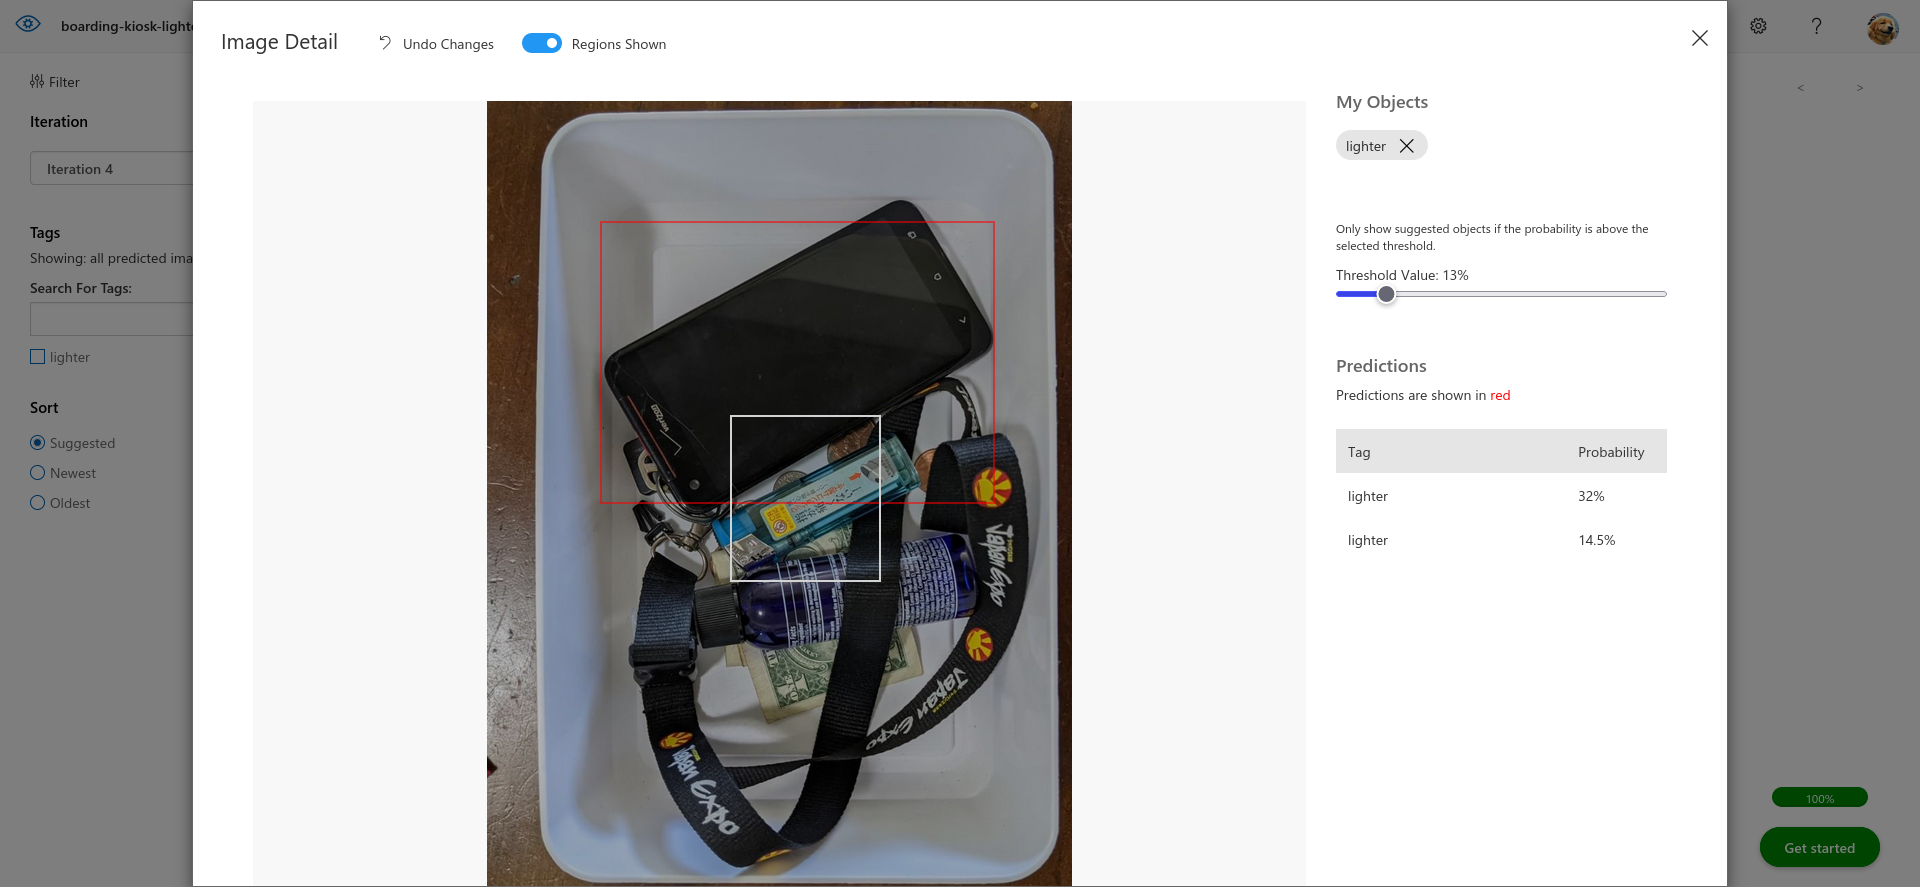 boarding-kiosk-light
Image Detail
Undo Changes
Regions Shown
Filter
Iteration
Iteration 4
Tags
Showing: all predicted ima
Search For Tags:
lighter
Sort
Suggested
Newest
Oldest
verizon
Japan Expo
Japan Expo
Japan Expo
My Objects
lighter
Only show suggested objects if the probability is above the
selected threshold.
Threshold Value: 13%
Predictions
Predictions are shown in red
Tag Probability
lighter 32%
lighter 14.5%
< >
100%
Get started